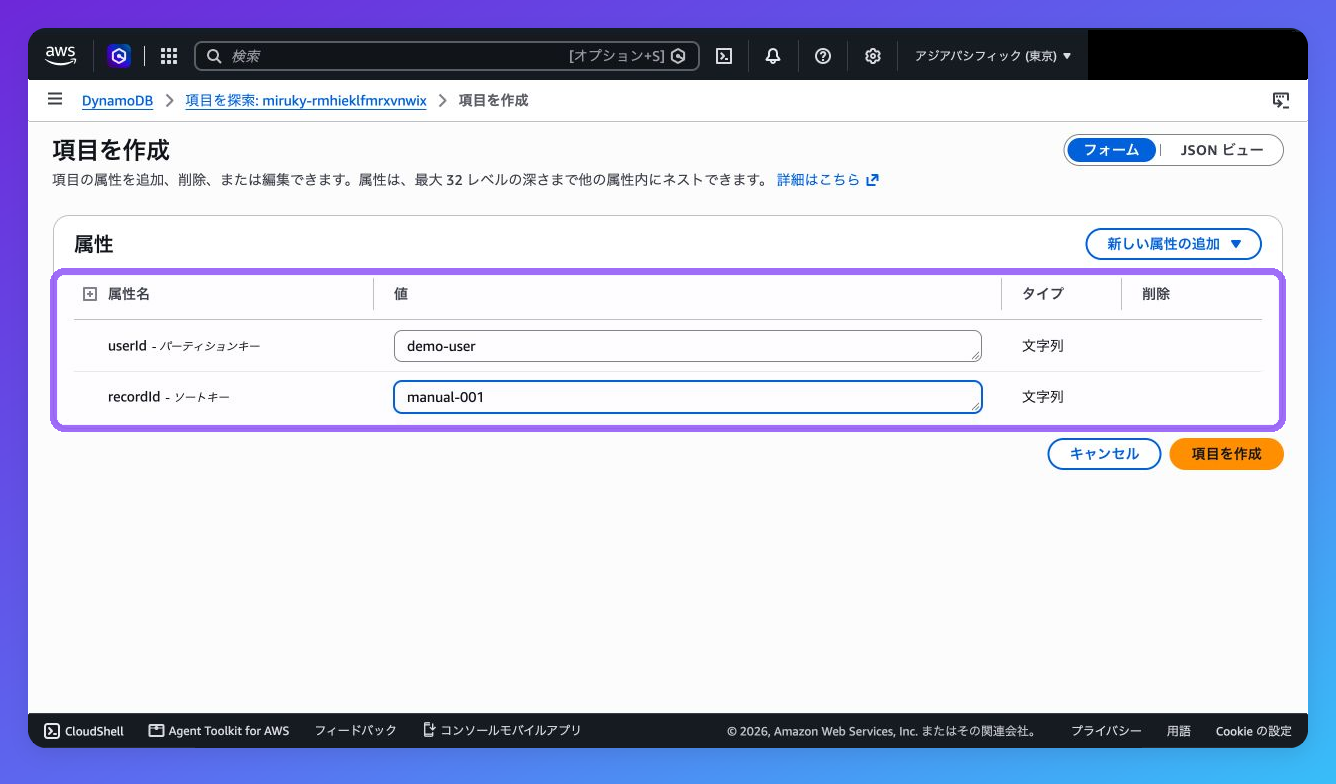 aws
検索 [オプション+S] アジアパシフィック (東京)
DynamoDB 項目を探索: miruky-rmhieklfmrxvnwix 項目を作成
項目を作成 フォーム JSON ビュー
項目の属性を追加、削除、または編集できます。属性は、最大 32 レベルの深さまで他の属性内にネストできます。 詳細はこちら
属性 新しい属性の追加
属性名 値 タイプ 削除
userId - パーティションキー demo-user 文字列
recordId - ソートキー manual-001 文字列
キャンセル 項目を作成
CloudShell Agent Toolkit for AWS フィードバック コンソールモバイルアプリ © 2026, Amazon Web Services, Inc. またはその関連会社。 プライバシー 用語 Cookie の設定